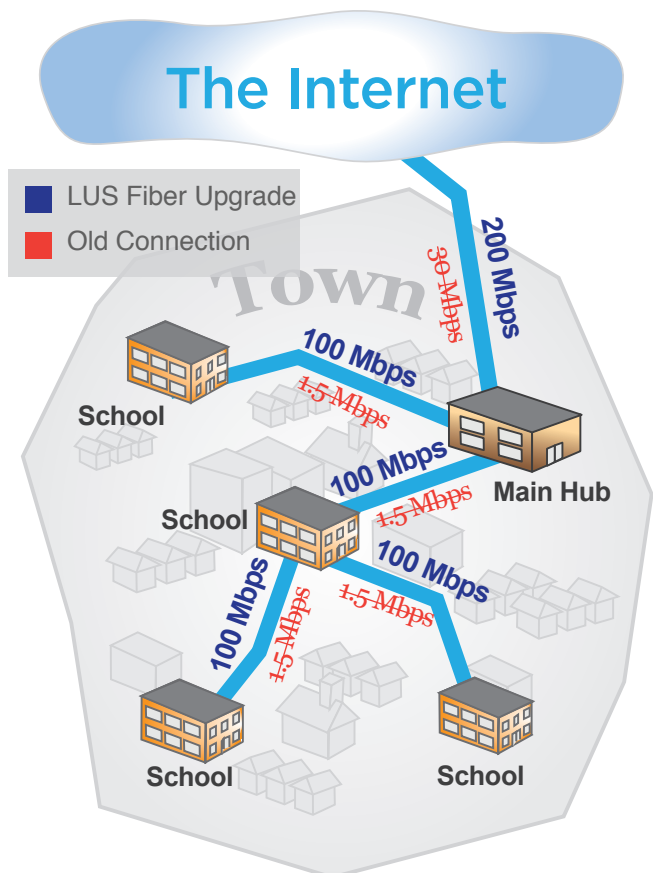 The Internet
LUS Fiber Upgrade
Old Connection
Town
200 Mbps
30 Mbps
100 Mbps
1.5 Mbps
School
100 Mbps
1.5 Mbps
Main Hub
School
100 Mbps
1.5 Mbps
100 Mbps
1.5 Mbps
School
School